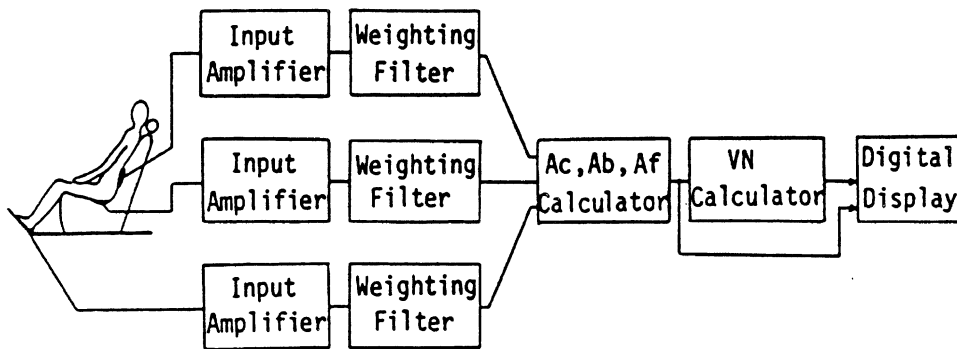 Input
Amplifier
Weighting
Filter
Input
Amplifier
Weighting
Filter
Ac,Ab,Af
Calculator
VN
Calculator
Digital
Display
Input
Amplifier
Weighting
Filter